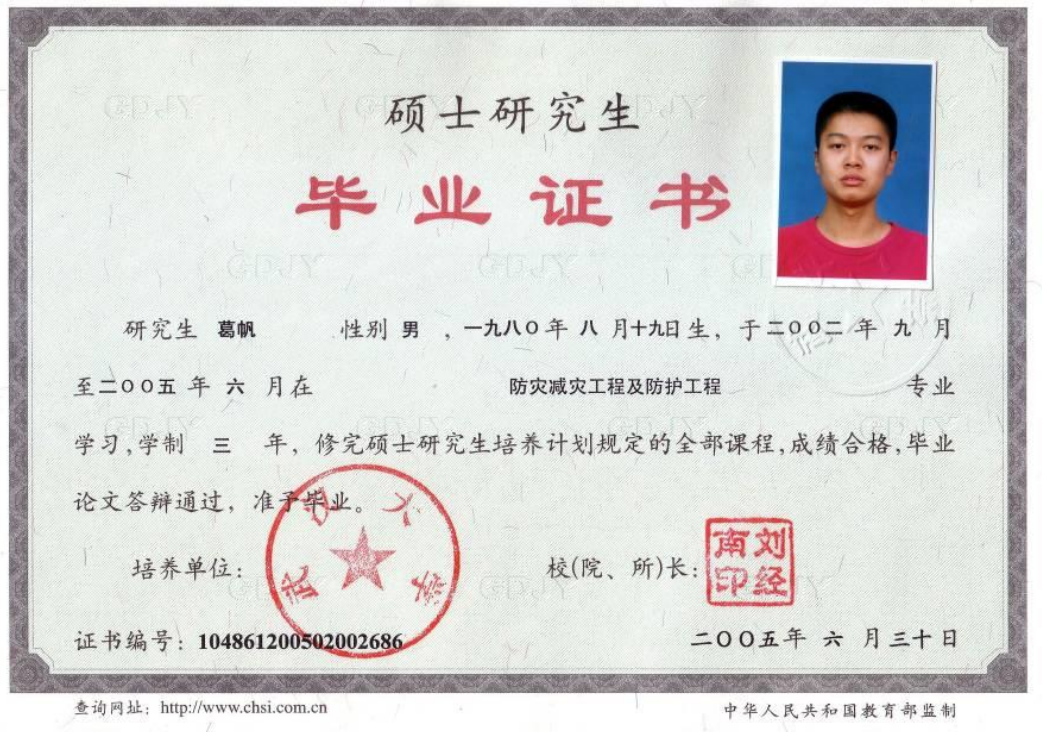 硕士研究生
毕业证书
研究生 葛帆 性别 男 ，一九八〇年 八 月十九日生，于二〇〇二 年 九 月
至二〇〇五 年 六 月在 防灾减灾工程及防护工程 专业
学习,学制 三 年，修完硕士研究生培养计划规定的全部课程,成绩合格,毕业
论文答辩通过，准予毕业。
武汉大学
培养单位：
校(院、所)长：
刘经南印
证书编号：104861200502002686
二〇〇五年 六 月三十日
查询网址：http://www.chsi.com.cn
中华人民共和国教育部监制